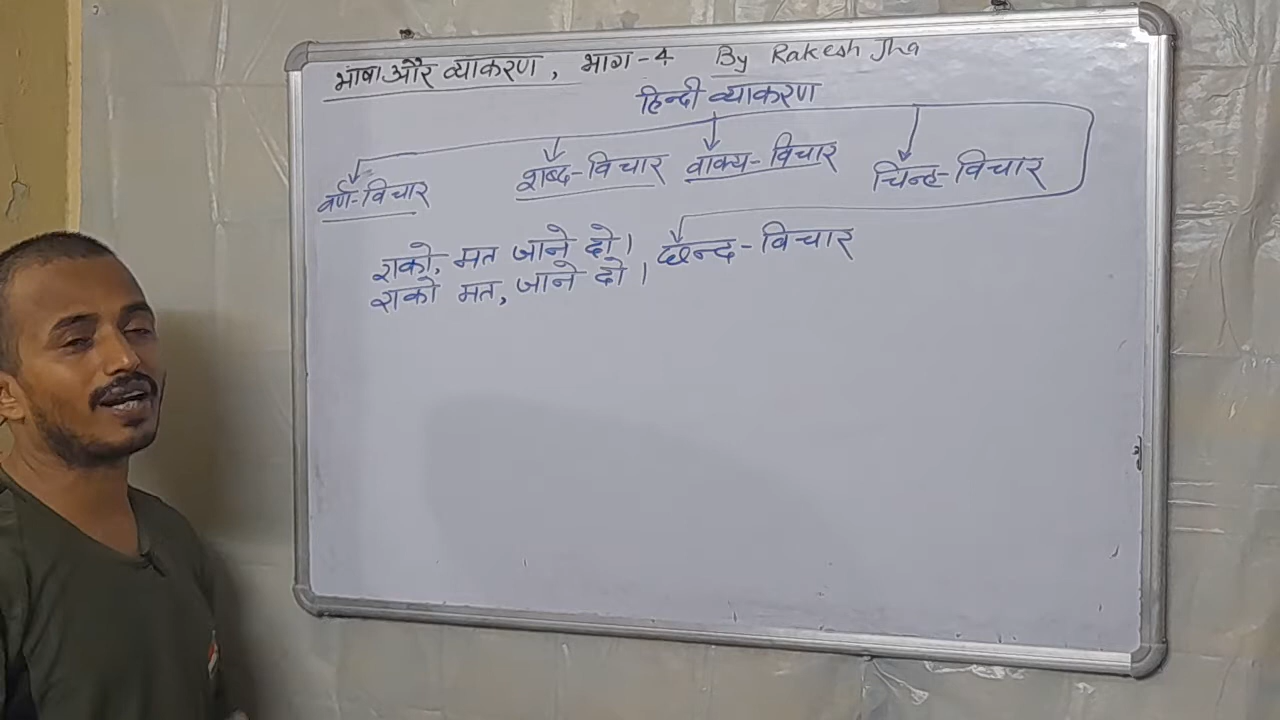 भाषा और व्याकरण, भाग-4 By Rakesh Jha
हिन्दी व्याकरण
वर्ण-विचार शब्द-विचार वाक्य-विचार चिन्ह-विचार
राको, मत जाने दो। छन्द-विचार
राको मत, जाने दो।